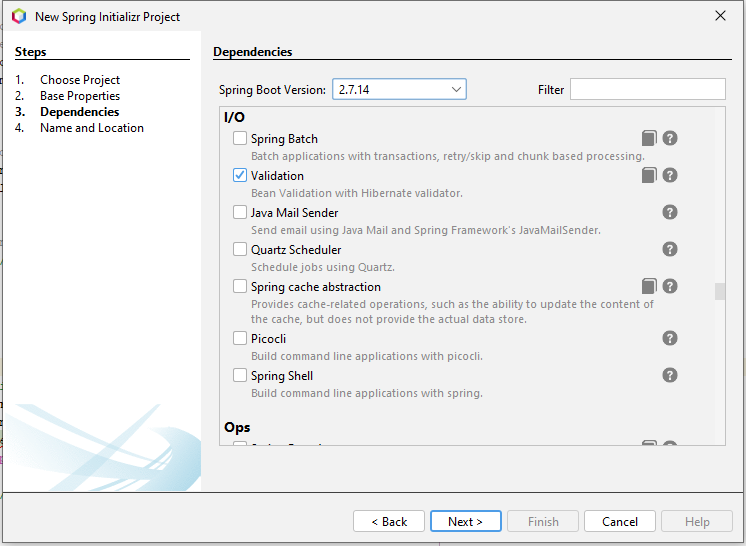 New Spring Initializr Project
Steps
1. Choose Project
2. Base Properties
3. Dependencies
4. Name and Location
Dependencies
Spring Boot Version: 2.7.14 Filter
I/O
Spring Batch
Batch applications with transactions, retry/skip and chunk based processing.
Validation
Bean Validation with Hibernate validator.
Java Mail Sender
Send email using Java Mail and Spring Framework's JavaMailSender.
Quartz Scheduler
Schedule jobs using Quartz.
Spring cache abstraction
Provides cache-related operations, such as the ability to update the content of
the cache, but does not provide the actual data store.
Picocli
Build command line applications with picocli.
Spring Shell
Build command line applications with spring.
Ops
< Back Next > Finish Cancel Help